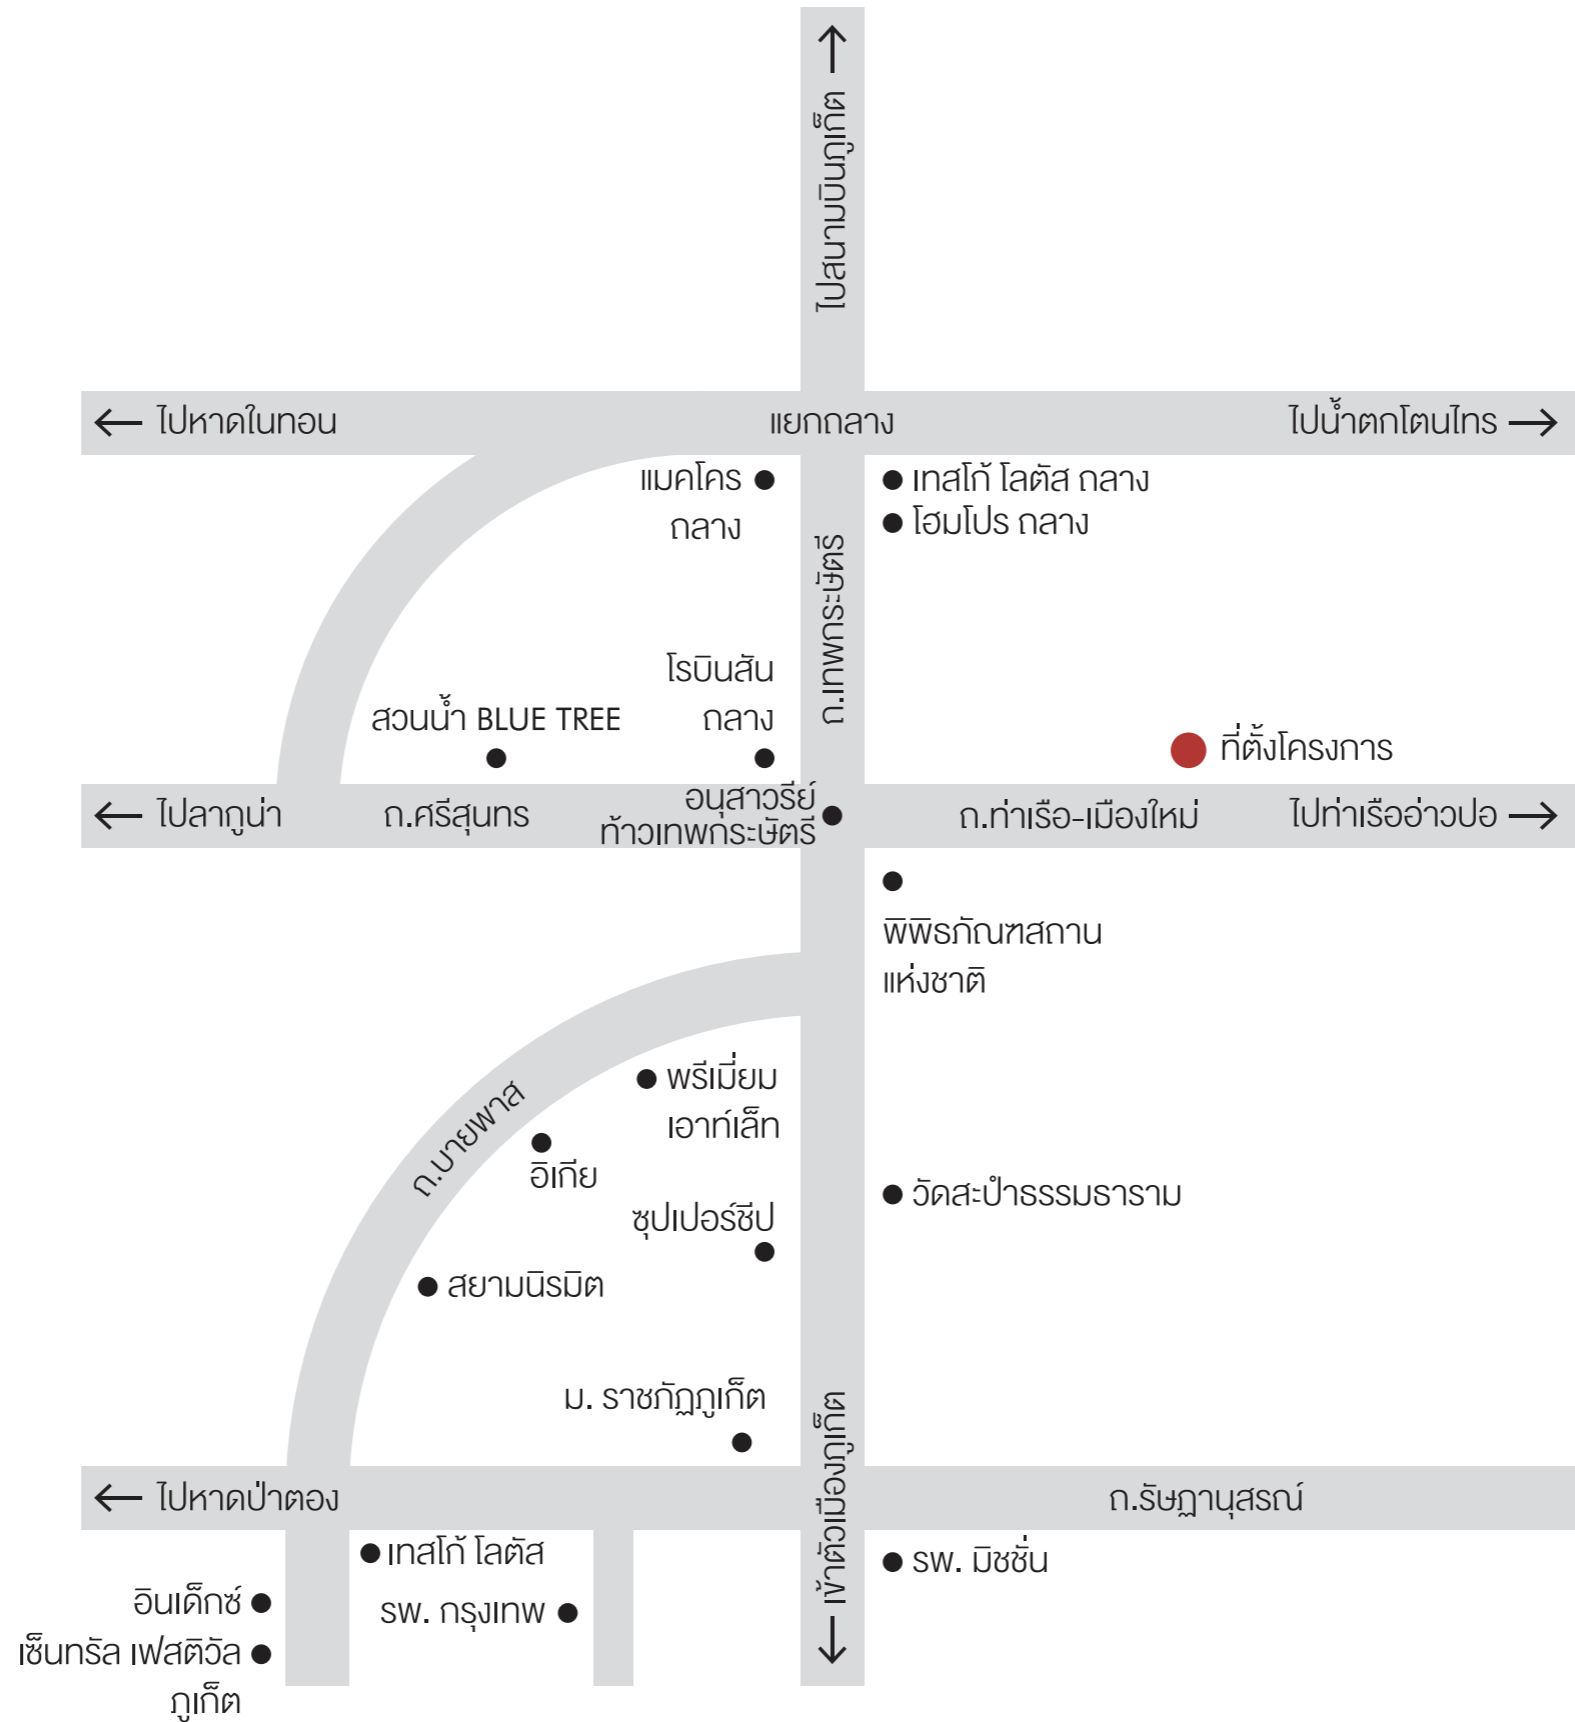 ไปสนามบินภูเก็ต
ไปหาดในทอน
แยกถลาง
ไปน้ำตกโตนไทร
แมคโคร
ถลาง
เทสโก้ โลตัส ถลาง
โฮมโปร ถลาง
ถ.เทพกระษัตรี
โรบินสัน
ถลาง
สวนน้ำ BLUE TREE
ที่ตั้งโครงการ
ไปลากูน่า
ถ.ศรีสุนทร
อนุสาวรีย์
ท้าวเทพกระษัตรี
ถ.ท่าเรือ-เมืองใหม่
ไปท่าเรืออ่าวปอ
พิพิธภัณฑสถาน
แห่งชาติ
ถ.บายพาส
พรีเมี่ยม
เอาท์เล็ท
อิเกีย
วัดสะปำธรรมธาราม
ซุปเปอร์ชีป
สยามนิรมิต
ม. ราชภัฏภูเก็ต
เข้าตัวเมืองภูเก็ต
ไปหาดป่าตอง
ถ.รัษฎานุสรณ์
เทสโก้ โลตัส
รพ. มิชชั่น
อินเด็กซ์
รพ. กรุงเทพ
เซ็นทรัล เฟสติวัล
ภูเก็ต